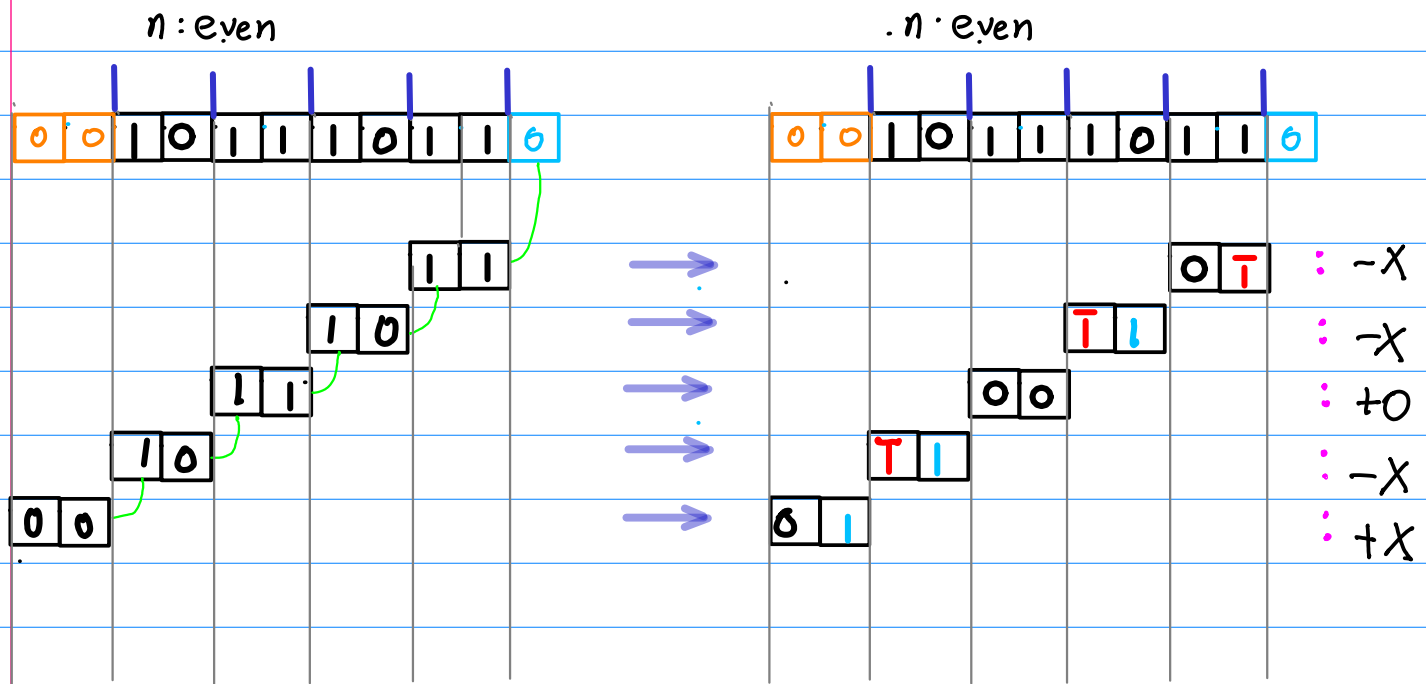 n : even
. n · even
0 0 1 0 1 1 1 0 1 1 0
0 0 1 0 1 1 1 0 1 1 0
1 1
0 T̅
: -X
1 0
T̅ 1
: -X
1 1
0 0
: +0
1 0
T 1
: -X
0 0
0 1
: +X